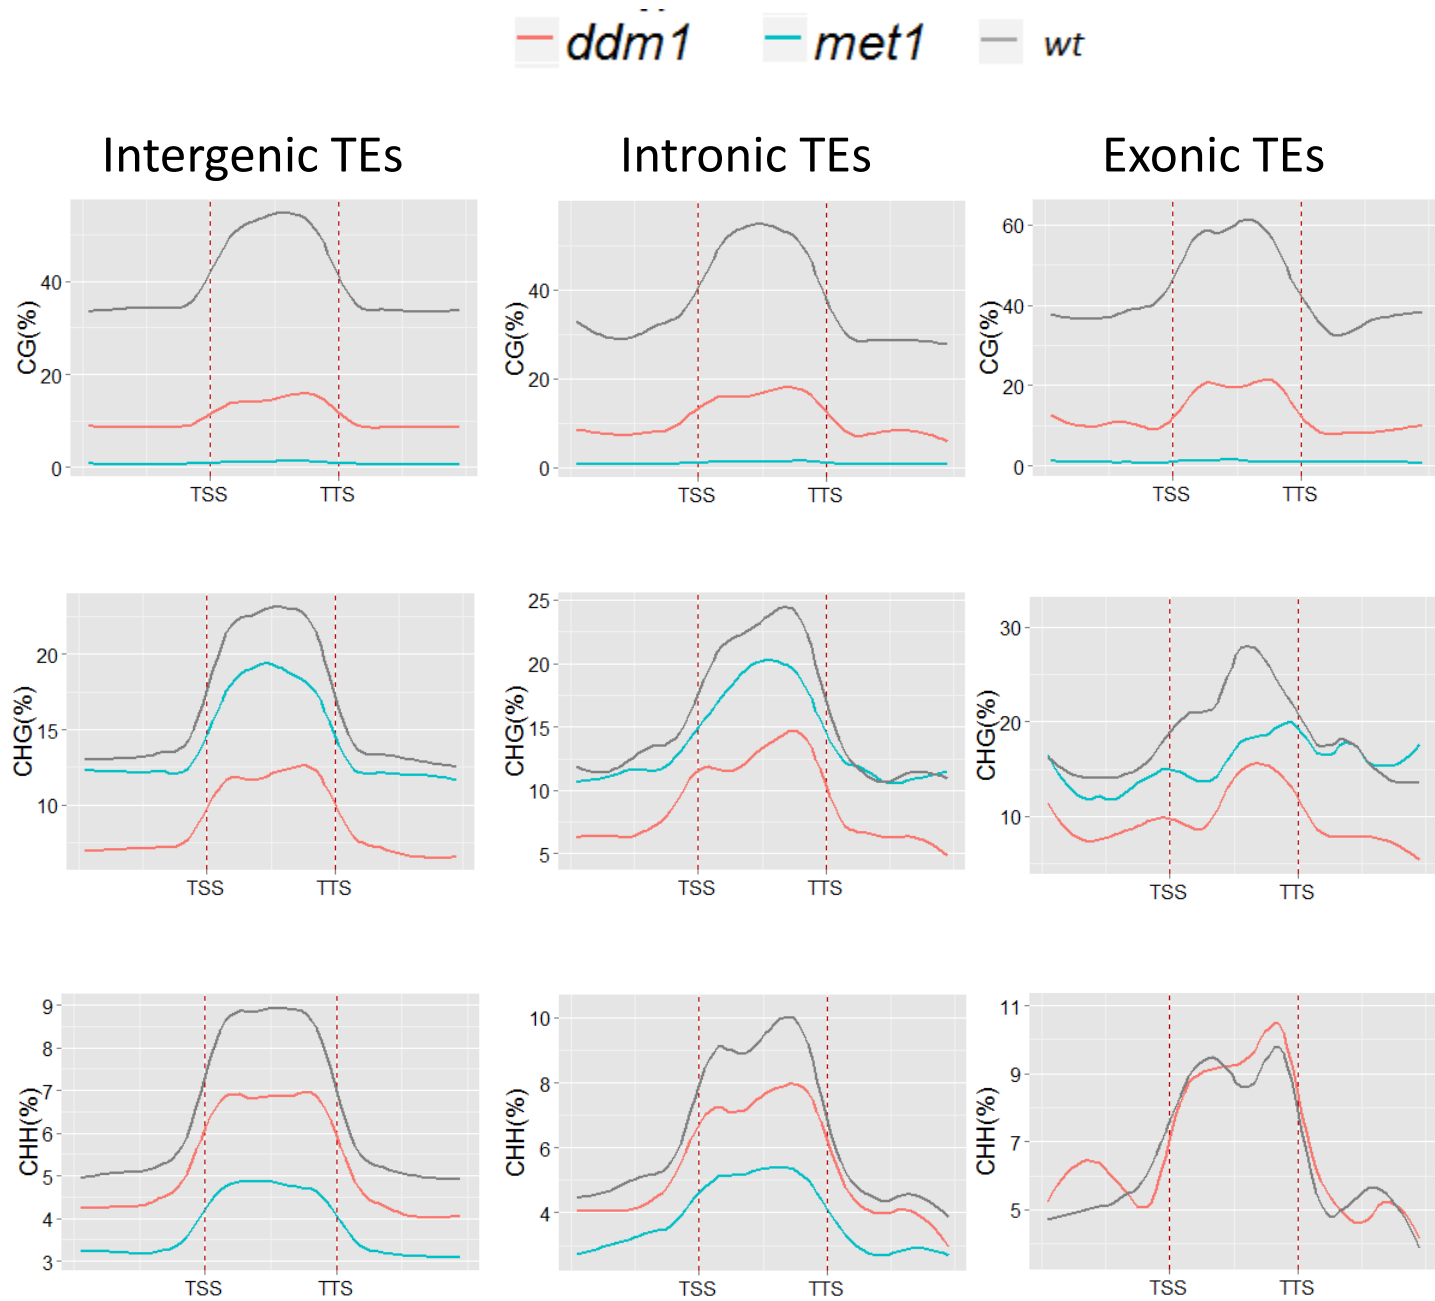 ddm1 met1 wt
Intergenic TEs Intronic TEs Exonic TEs
CG(%) 40 20 0 TSS TTS
CG(%) 40 20 0 TSS TTS
CG(%) 60 40 20 0 TSS TTS
CHG(%) 20 15 10 TSS TTS
CHG(%) 25 20 15 10 5 TSS TTS
CHG(%) 30 20 10 TSS TTS
CHH(%) 9 8 7 6 5 4 3 TSS TTS
CHH(%) 10 8 6 4 TSS TTS
CHH(%) 11 9 7 5 TSS TTS